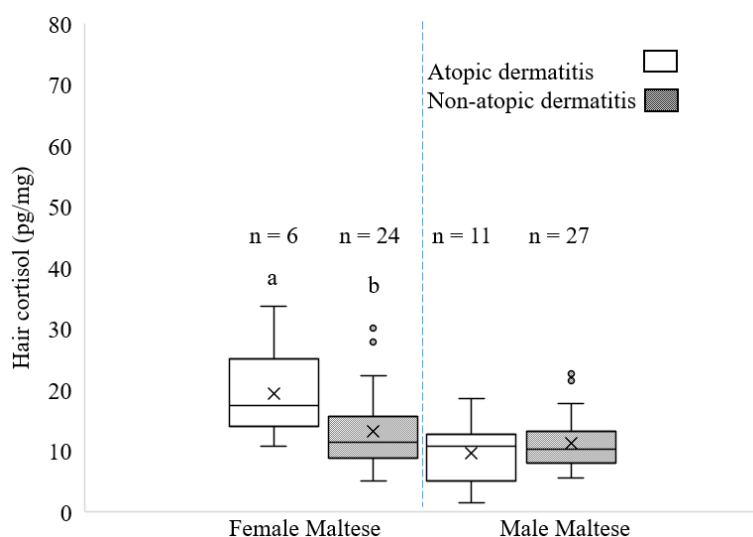 80
70
60
50
40
30
20
10
0
Hair cortisol (pg/mg)
Atopic dermatitis
Non-atopic dermatitis
n = 6
n = 24
n = 11
n = 27
a
b
Female Maltese
Male Maltese